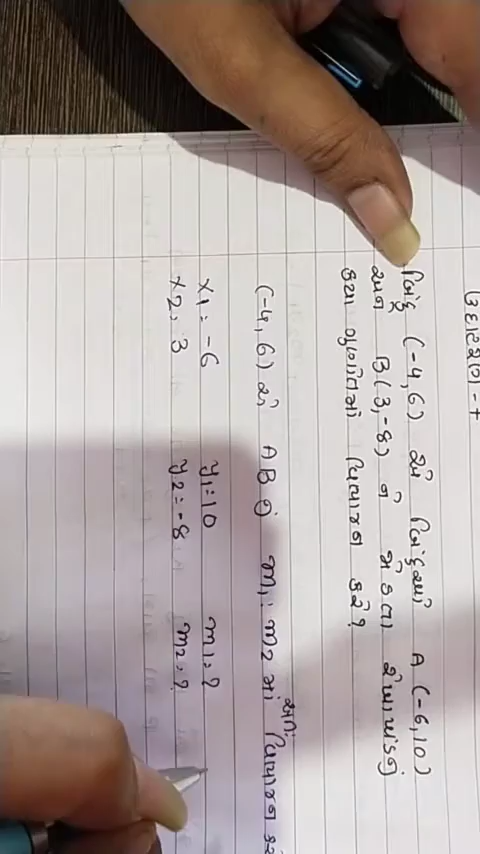 ઉદાહરણ - 7
બિંદુ (-4,6) એ બિંદુઓ A (-6,10)
અને B(3,-8) ને જોડતા રેખાખંડનું
કયા ગુણોત્તરમાં વિભાજન કરે?
(-4,6) એ AB નું m1 : m2 માં અંતઃ વિભાજન કરે
x1 = -6 y1 = 10 m1 = ?
x2 = 3 y2 = -8 m2 = ?